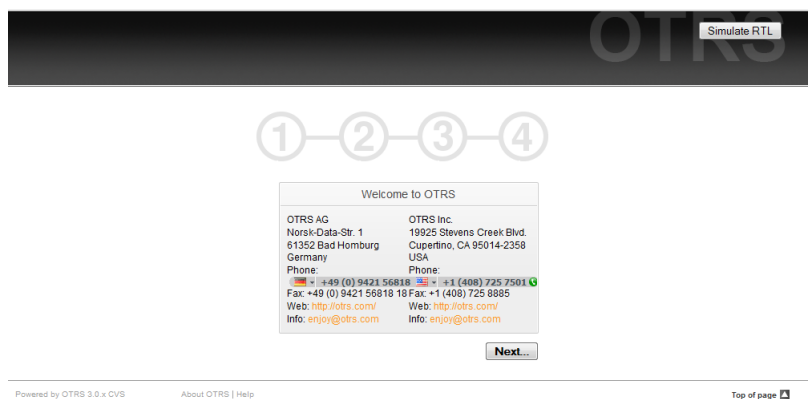 OTRS
Simulate RTL
1 2 3 4
Welcome to OTRS
OTRS AG
Norsk-Data-Str. 1
61352 Bad Homburg
Germany
Phone:
+49 (0) 9421 56818
Fax: +49 (0) 9421 56818 18
Web: http://otrs.com/
Info: enjoy@otrs.com
OTRS Inc.
19925 Stevens Creek Blvd.
Cupertino, CA 95014-2358
USA
Phone:
+1 (408) 725 7501
Fax: +1 (408) 725 8885
Web: http://otrs.com/
Info: enjoy@otrs.com
Next...
Powered by OTRS 3.0.x CVS
About OTRS | Help
Top of page